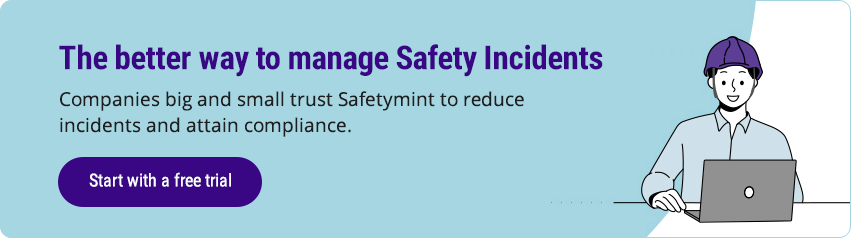 The better way to manage Safety Incidents
Companies big and small trust Safetymint to reduce
incidents and attain compliance.
Start with a free trial